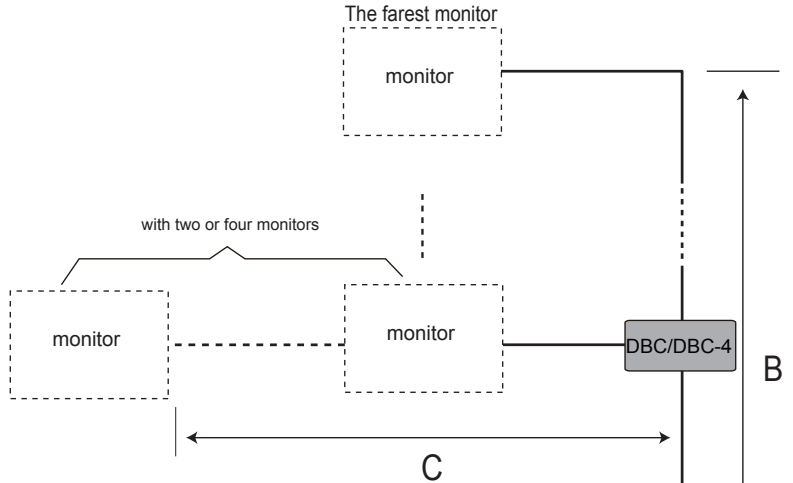 The farest monitor
monitor
with two or four monitors
monitor
monitor
DBC/DBC-4
B
C